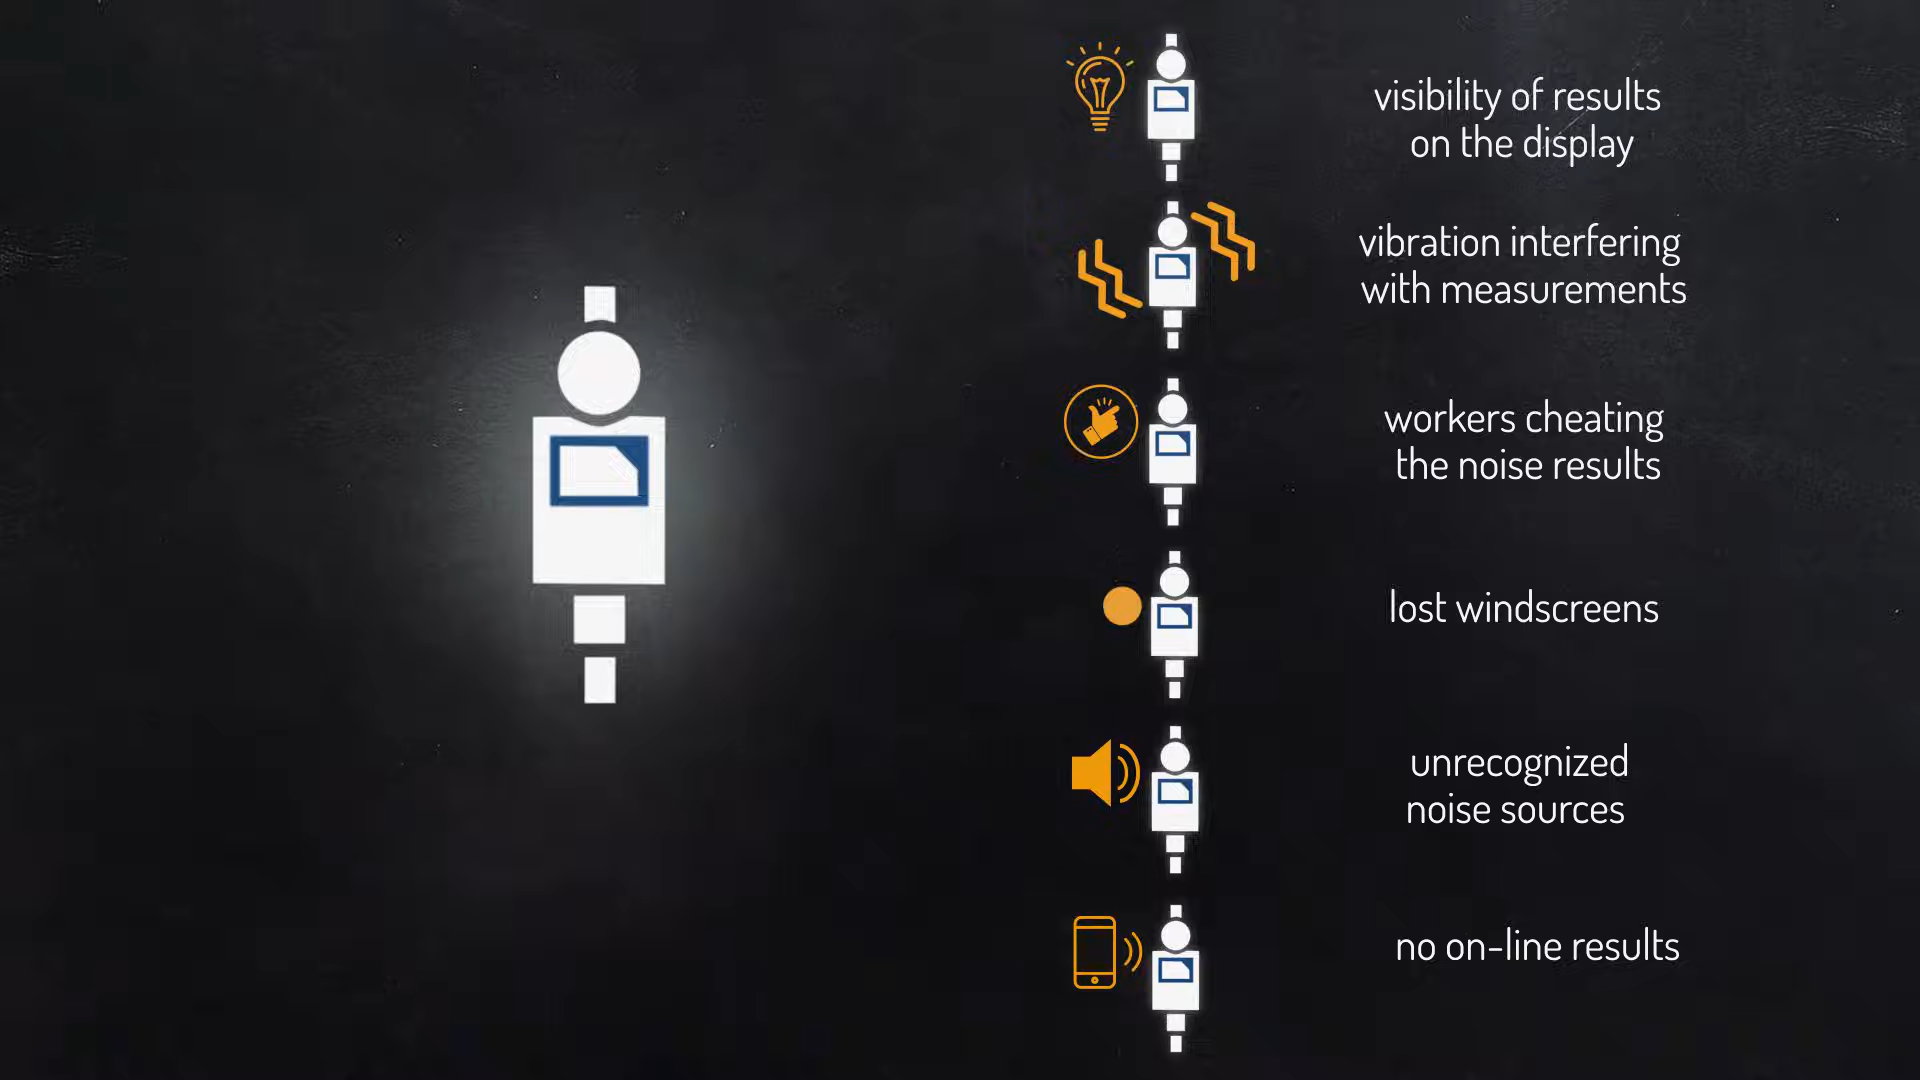 visibility of results
on the display
vibration interfering
with measurements
workers cheating
the noise results
lost windscreens
unrecognized
noise sources
no on-line results